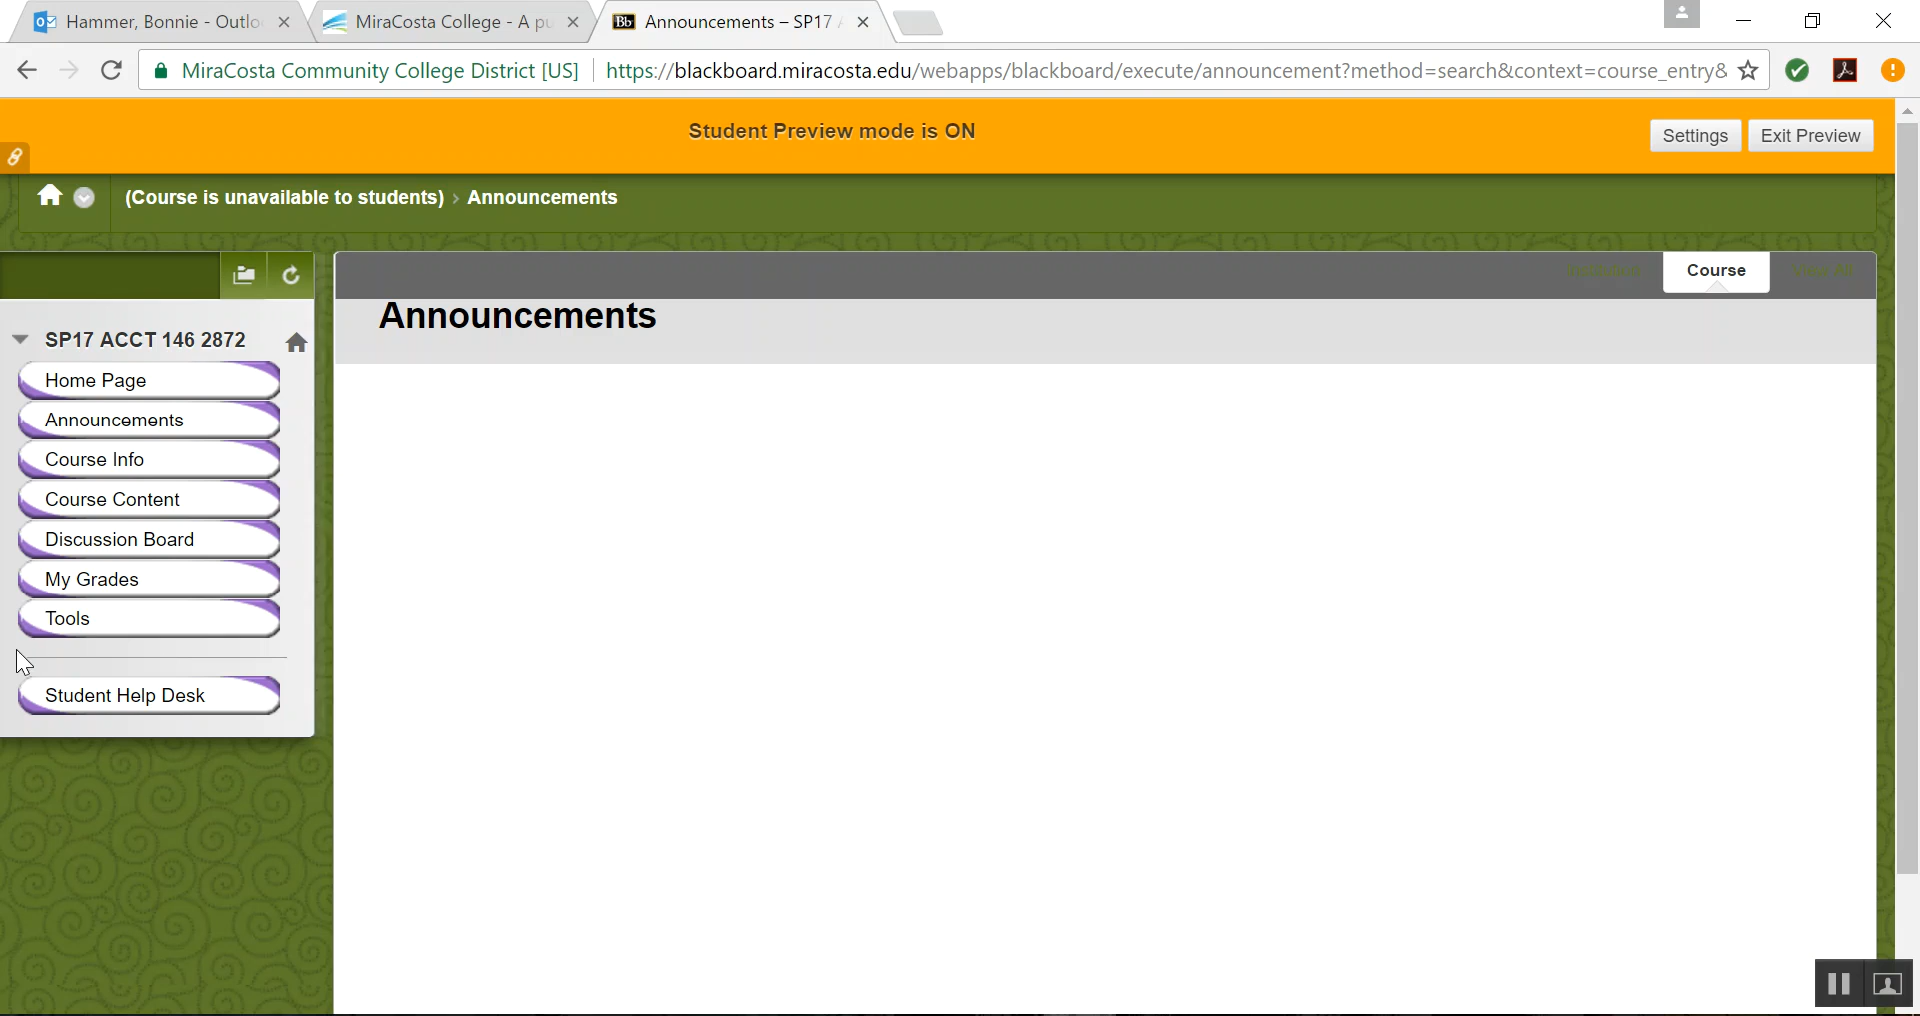 Hammer, Bonnie - Outlo
MiraCosta College - A pu
Bb Announcements – SP17
MiraCosta Community College District [US] https://blackboard.miracosta.edu/webapps/blackboard/execute/announcement?method=search&context=course_entry&
Student Preview mode is ON
Settings
Exit Preview
(Course is unavailable to students) > Announcements
Course
View All
Announcements
SP17 ACCT 146 2872
Home Page
Announcements
Course Info
Course Content
Discussion Board
My Grades
Tools
Student Help Desk